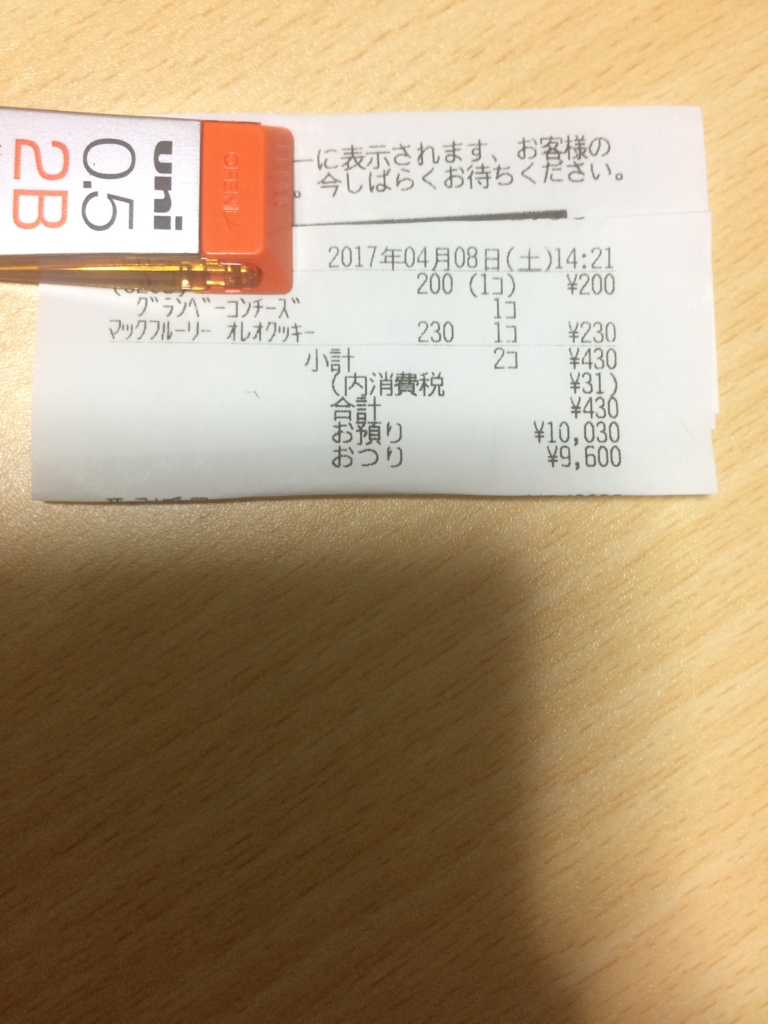 uni
0.5
2B
OPEN
ーに表示されます、お客様の
。今しばらくお待ちください。
2017年04月08日(土)14:21
200 (1コ) ¥200
グランベーコンチーズ 1コ
マックフルーリー オレオクッキー 230 1コ ¥230
小計 2コ ¥430
(内消費税 ¥31)
合計 ¥430
お預り ¥10,030
おつり ¥9,600